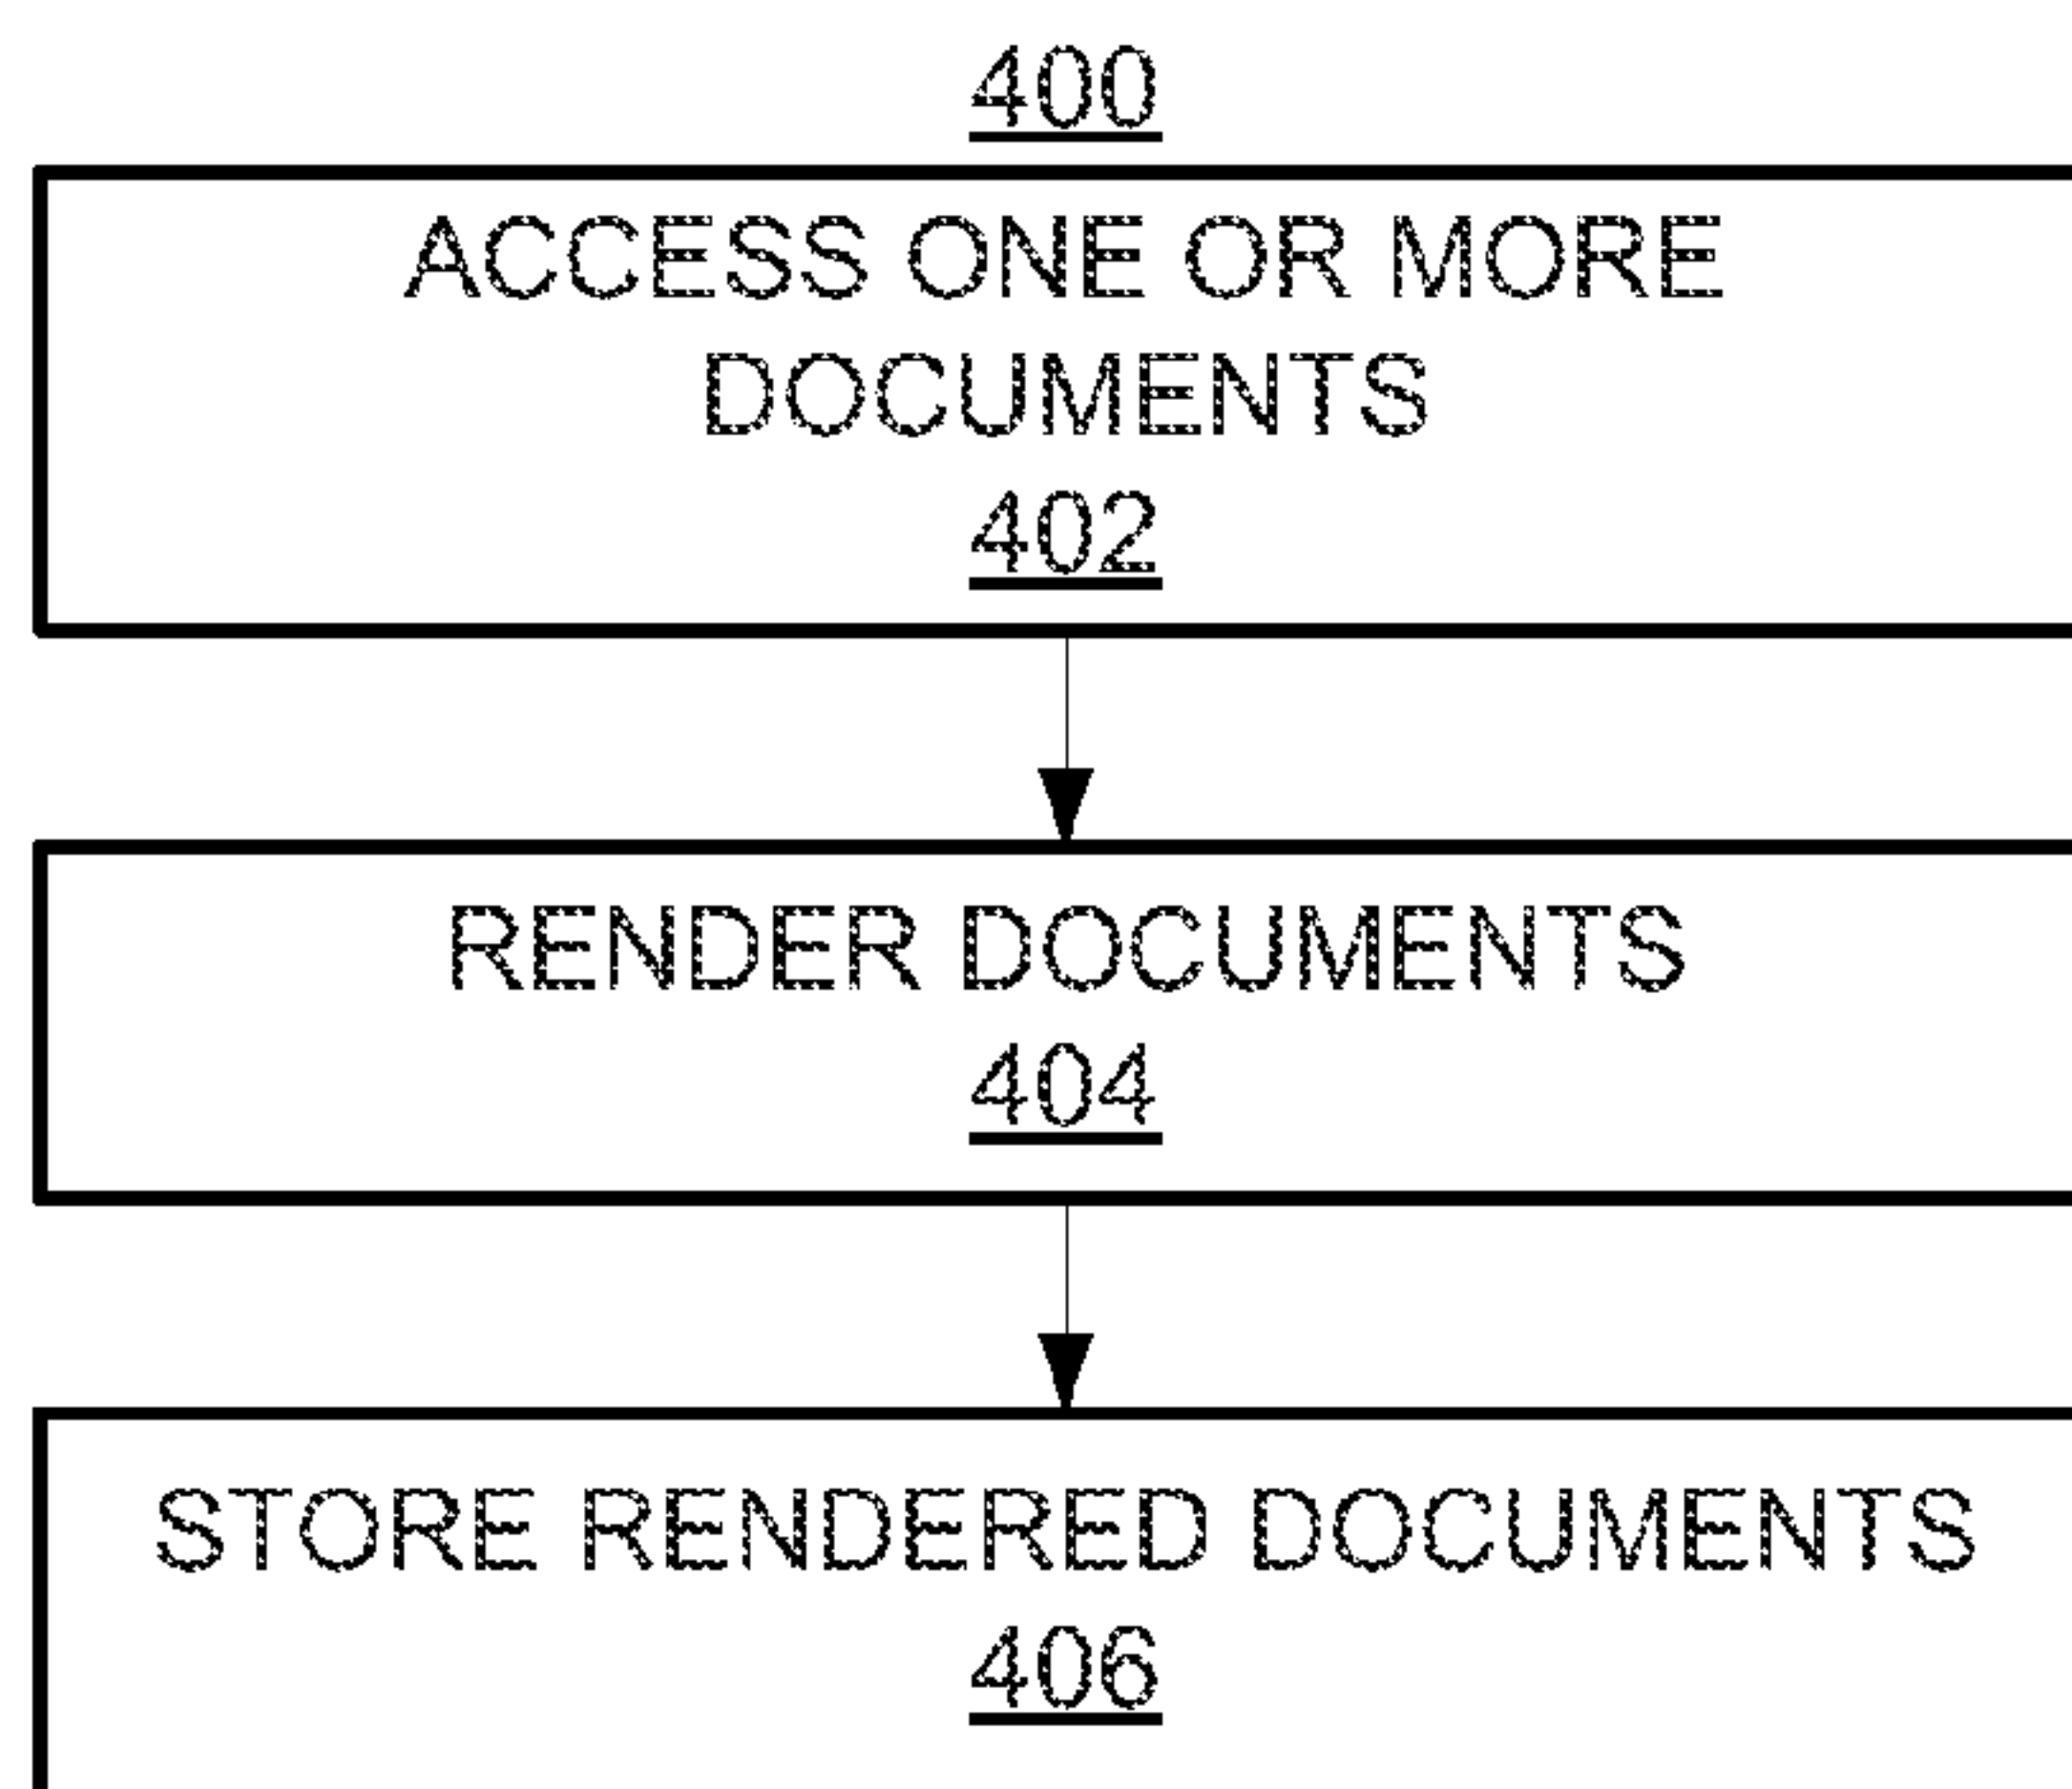 400
ACCESS ONE OR MORE
DOCUMENTS
402
RENDER DOCUMENTS
404
STORE RENDERED DOCUMENTS
406